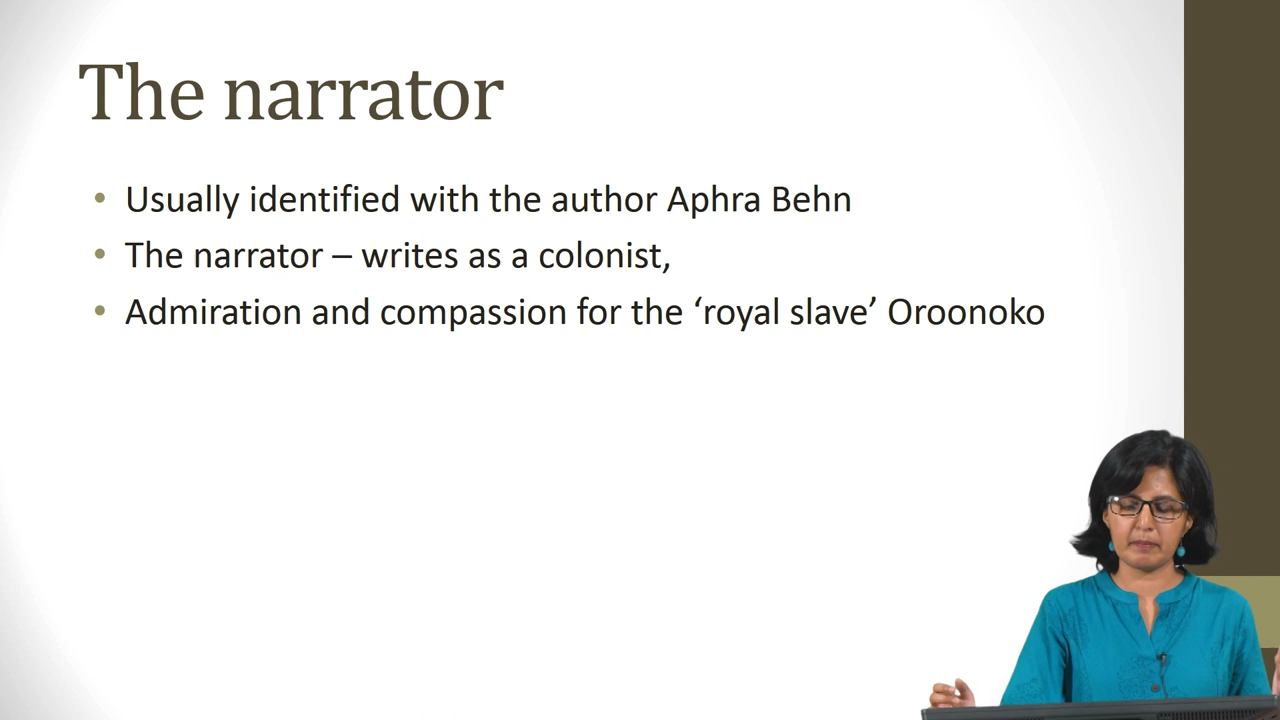 The narrator
• Usually identified with the author Aphra Behn
• The narrator – writes as a colonist,
• Admiration and compassion for the ‘royal slave’ Oroonoko